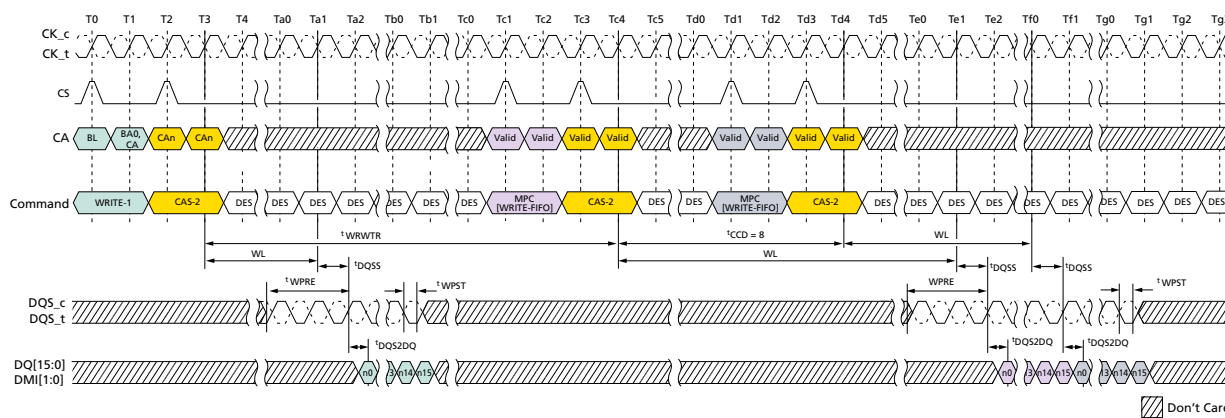 T0 T1 T2 T3 T4 Ta0 Ta1 Ta2 Tb0 Tb1 Tc0 Tc1 Tc2 Tc3 Tc4 Tc5 Td0 Td1 Td2 Td3 Td4 Td5 Te0 Te1 Te2 Tf0 Tf1 Tg0 Tg1 Tg2
CK_c
CK_t
CS
CA BL BA0, CA CAn CAn Valid Valid Valid Valid Valid Valid Valid Valid
Command WRITE-1 CAS-2 DES DES DES DES DES DES DES MPC [WRITE-FIFO] CAS-2 DES DES DES MPC [WRITE-FIFO] CAS-2 DES DES DES DES DES DES DES DES DES
tWRWTR tCCD = 8 WL
WL tDQSS WL tDQSS tDQSS
tWPRE tWPST WPRE tWPST
DQS_c
DQS_t
tDQS2DQ tDQS2DQ tDQS2DQ
DQ[15:0]
DMI[1:0]
n0 n14 n15 n0 n14 n15 n0 n14 n15
Don't Care